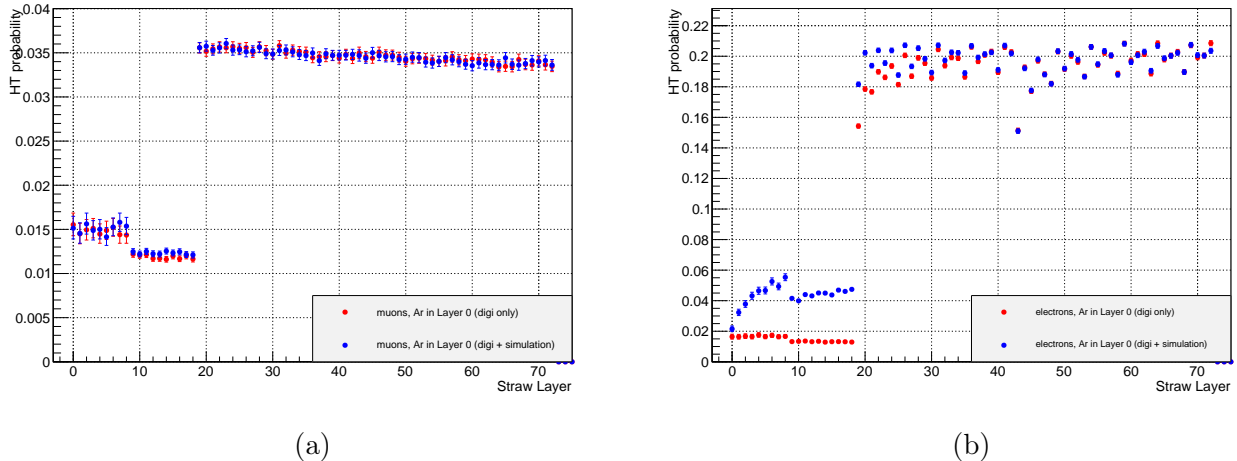 HT probability
0.04
0.035
0.03
0.025
0.02
0.015
0.01
0.005
0
0 10 20 30 40 50 60 70
Straw Layer
muons, Ar in Layer 0 (digi only)
muons, Ar in Layer 0 (digi + simulation)
(a)
HT probability
0.22
0.2
0.18
0.16
0.14
0.12
0.1
0.08
0.06
0.04
0.02
0
0 10 20 30 40 50 60 70
Straw Layer
electrons, Ar in Layer 0 (digi only)
electrons, Ar in Layer 0 (digi + simulation)
(b)